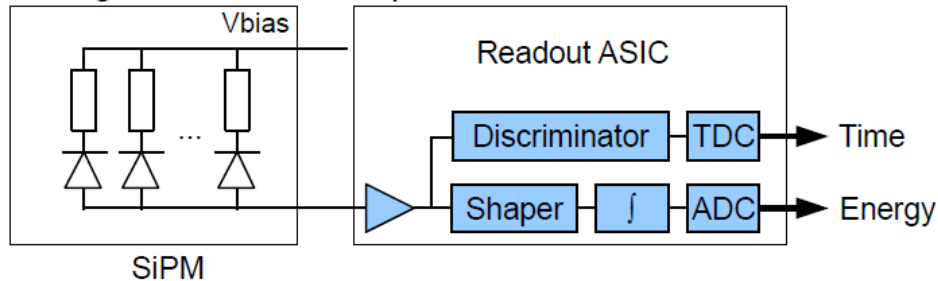 Vbias
Readout ASIC
...
Discriminator
TDC
Time
Shaper
∫
ADC
Energy
SiPM